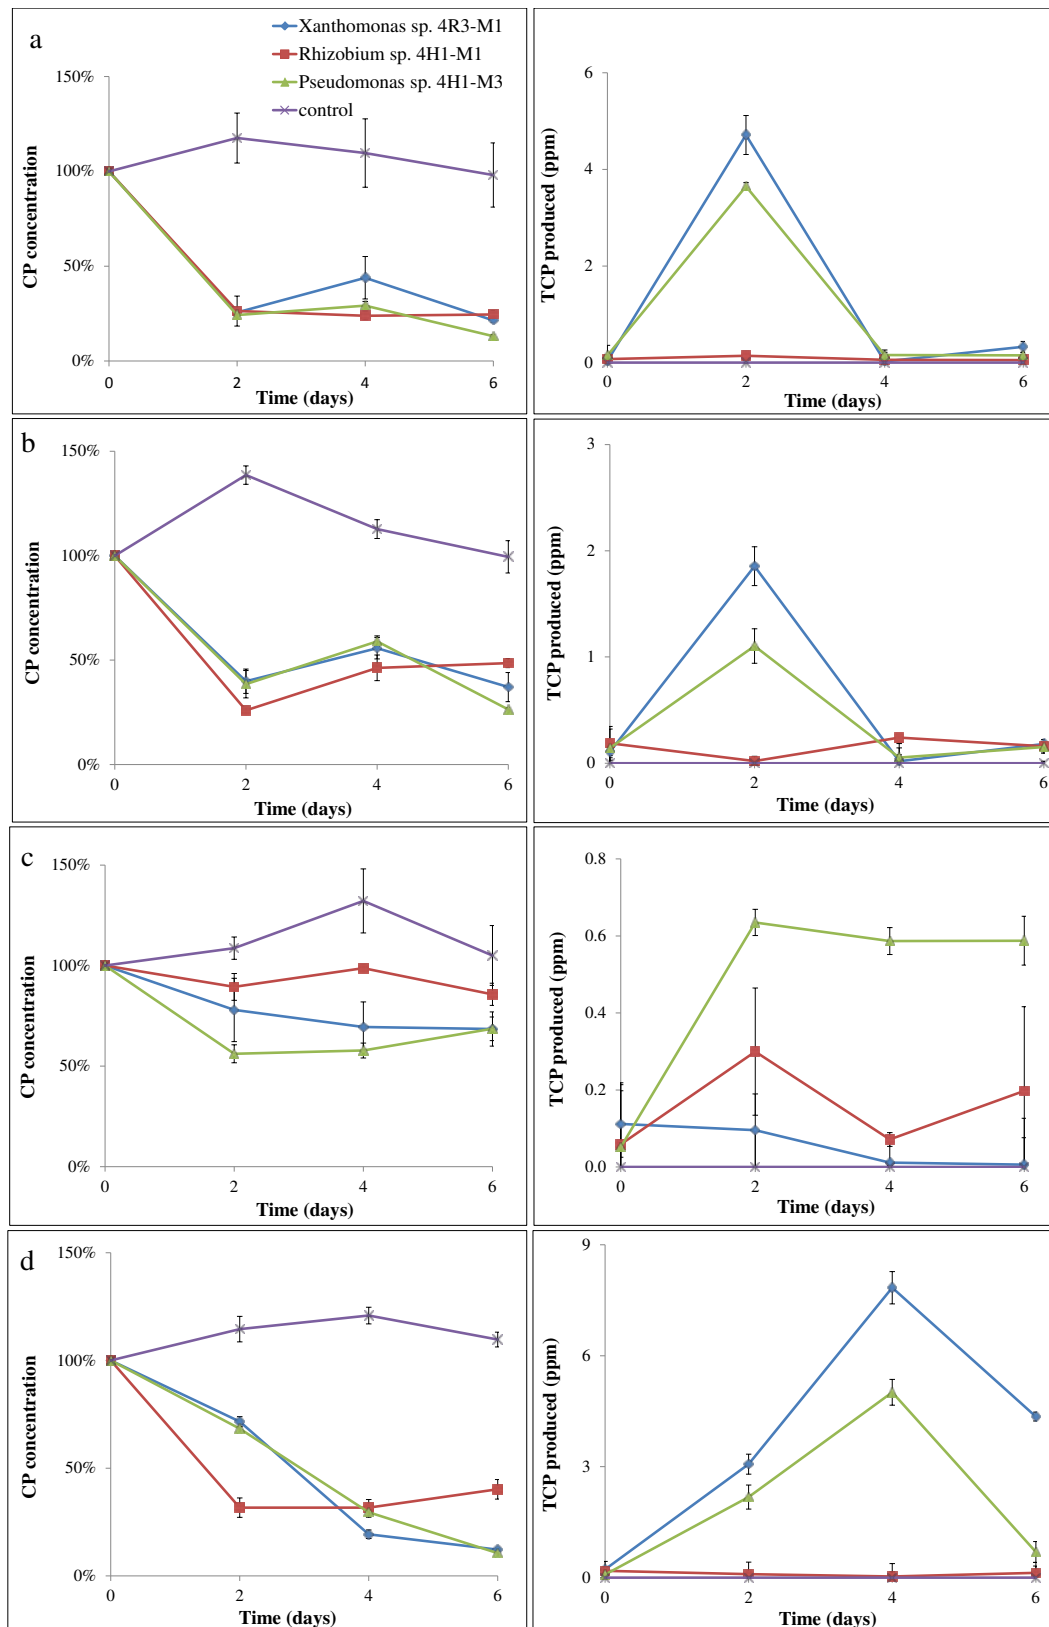 a
Xanthomonas sp. 4R3-M1
Rhizobium sp. 4H1-M1
Pseudomonas sp. 4H1-M3
control
150%
100%
50%
0%
CP concentration
0 2 4 6
Time (days)
6
4
2
0
TCP produced (ppm)
0 2 4 6
Time (days)
b
150%
100%
50%
0%
CP concentration
0 2 4 6
Time (days)
3
2
1
0
TCP produced (ppm)
0 2 4 6
Time (days)
c
150%
100%
50%
0%
CP concentration
0 2 4 6
Time (days)
0.8
0.6
0.4
0.2
0.0
TCP produced (ppm)
0 2 4 6
Time (days)
d
150%
100%
50%
0%
CP concentration
0 2 4 6
Time (days)
9
6
3
0
TCP produced (ppm)
0 2 4 6
Time (days)